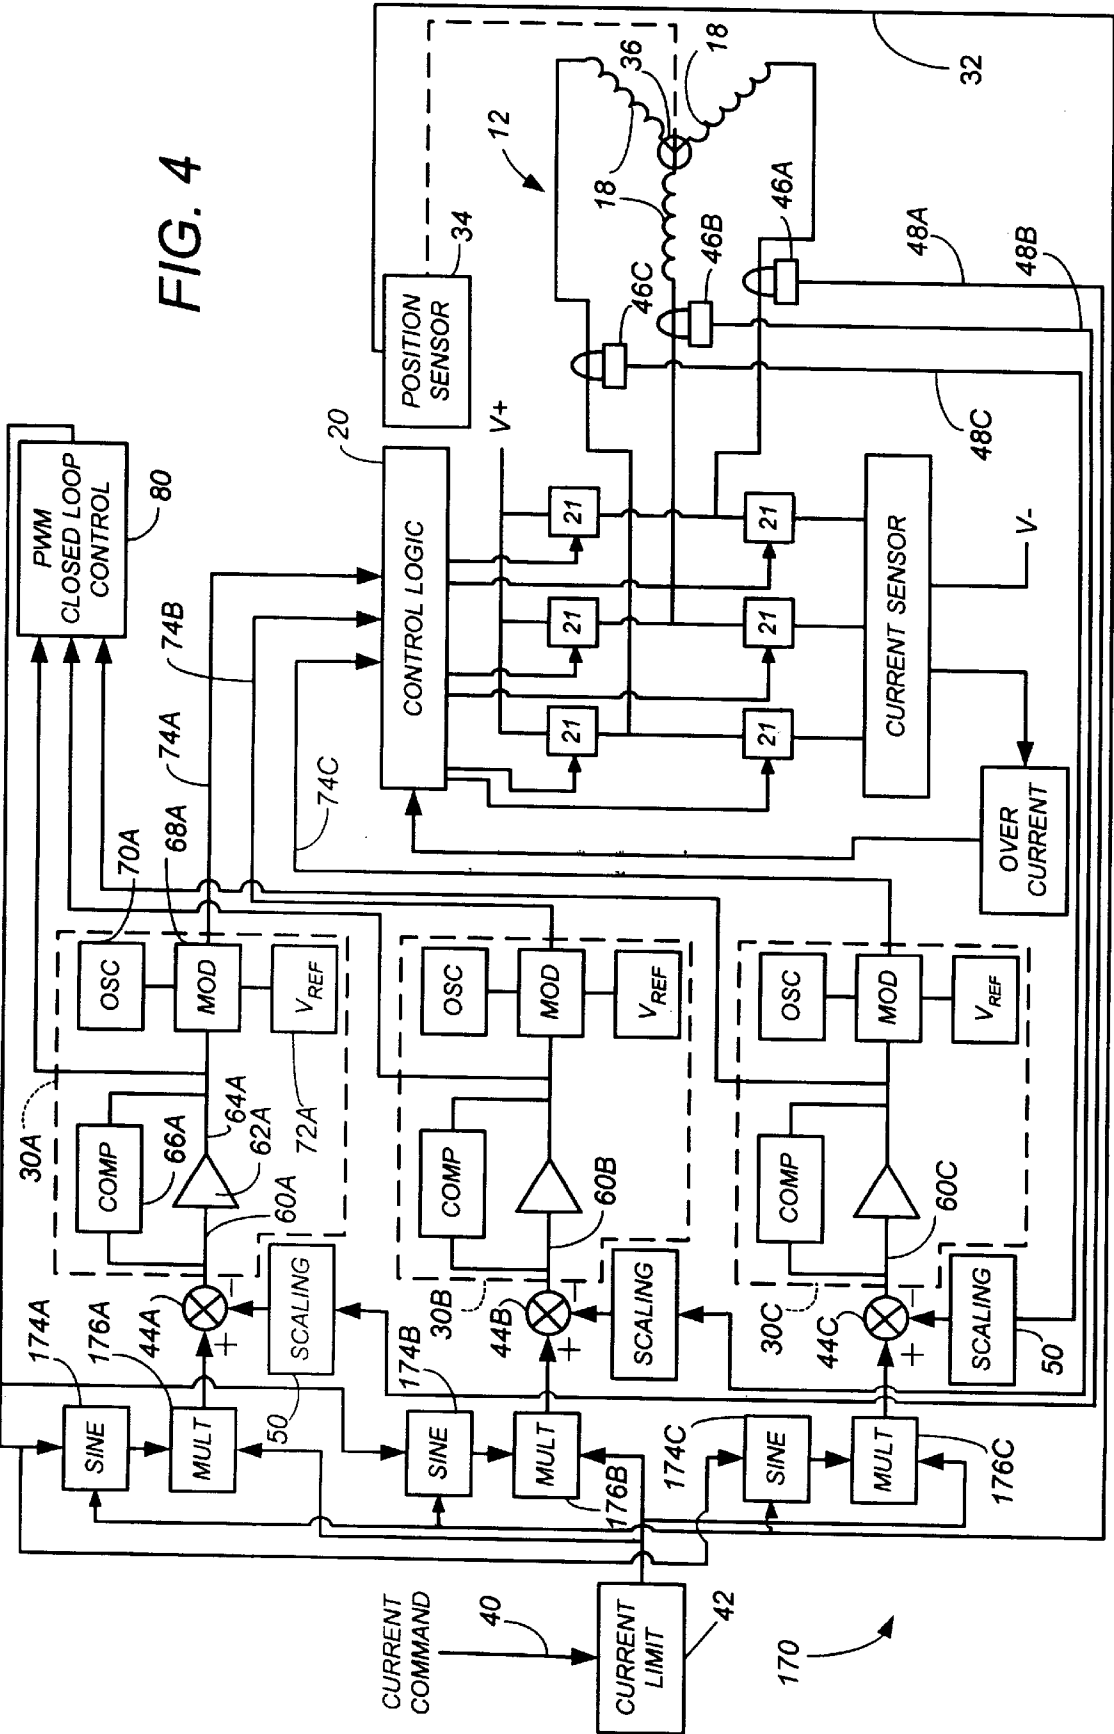 FIG. 4
PWM
CLOSED LOOP
CONTROL
80
74B
74A
74C
70A
68A
30A
OSC
MOD
VREF
72A
COMP
66A
64A
62A
60A
174A
176A
44A
+
−
SCALING
50
SINE
MULT
POSITION
SENSOR
34
12
18
36
18
18
32
46C
46B
46A
48A
48B
48C
20
CONTROL LOGIC
V+
21
21
21
21
21
21
CURRENT SENSOR
V-
OVER
CURRENT
OSC
MOD
VREF
COMP
60B
30B
44B
+
−
SCALING
174B
SINE
MULT
176B
OSC
MOD
VREF
COMP
60C
30C
44C
+
−
SCALING
50
174C
SINE
MULT
176C
CURRENT
COMMAND
40
CURRENT
LIMIT
42
170